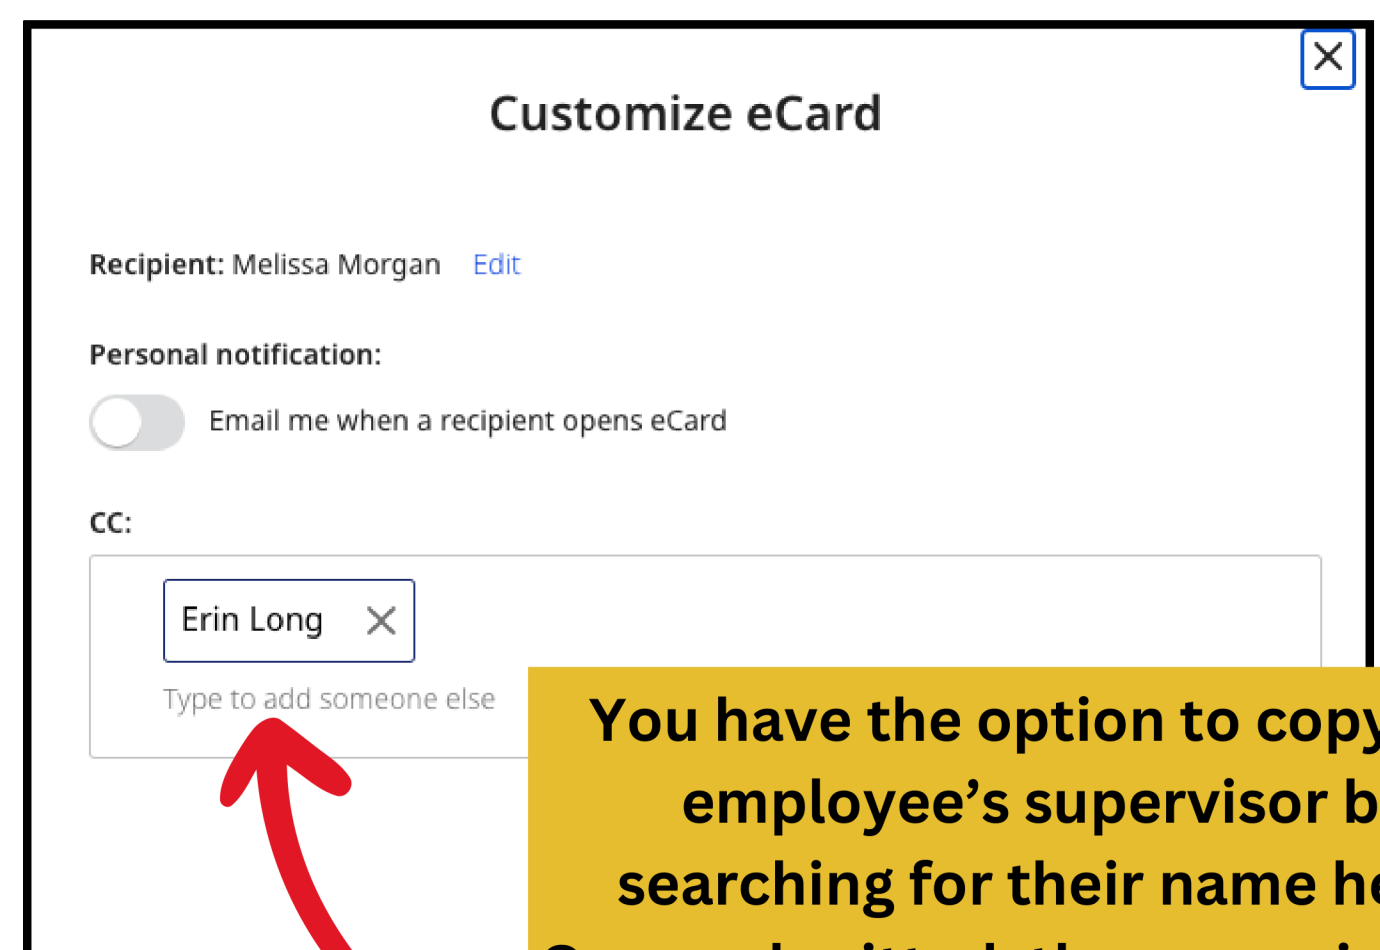 Customize eCard
Recipient: Melissa Morgan Edit
Personal notification:
Email me when a recipient opens eCard
CC:
Erin Long
Type to add someone else
You have the option to copy
employee’s supervisor b
searching for their name he